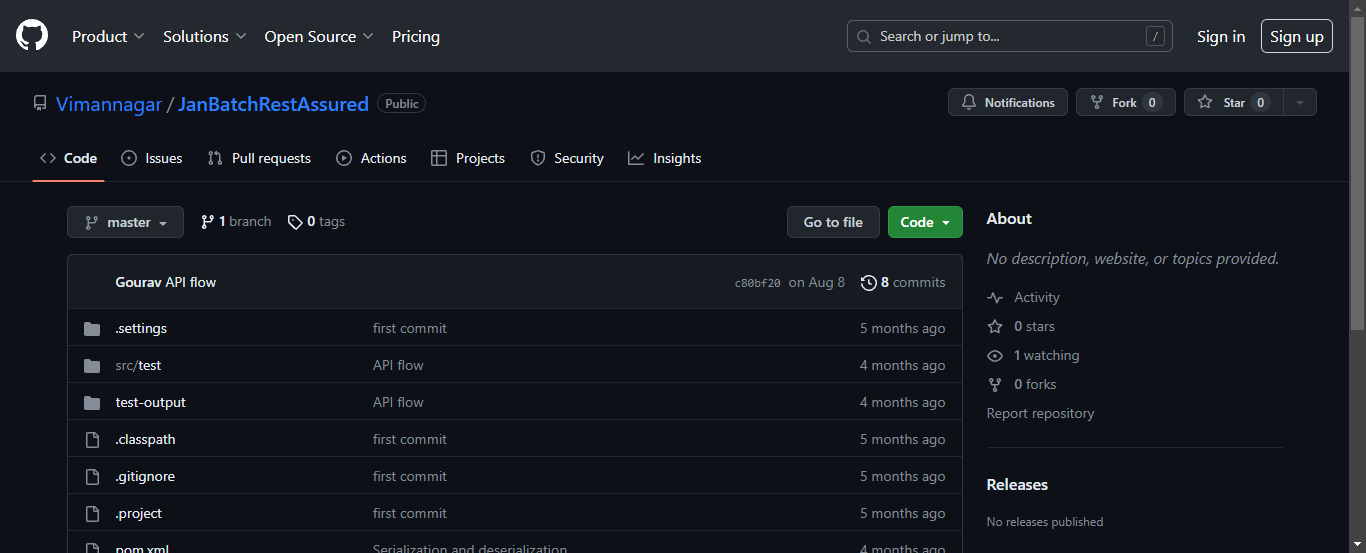 Product Solutions Open Source Pricing Search or jump to... / Sign in Sign up
Vimannagar / JanBatchRestAssured Public Notifications Fork 0 Star 0
Code Issues Pull requests Actions Projects Security Insights
master 1 branch 0 tags Go to file Code
Gourav API flow c80bf20 on Aug 8 8 commits
.settings first commit 5 months ago
src/test API flow 4 months ago
test-output API flow 4 months ago
.classpath first commit 5 months ago
.gitignore first commit 5 months ago
.project first commit 5 months ago
pom.xml Serialization and deserialization 4 months ago
About
No description, website, or topics provided.
Activity
0 stars
1 watching
0 forks
Report repository
Releases
No releases published